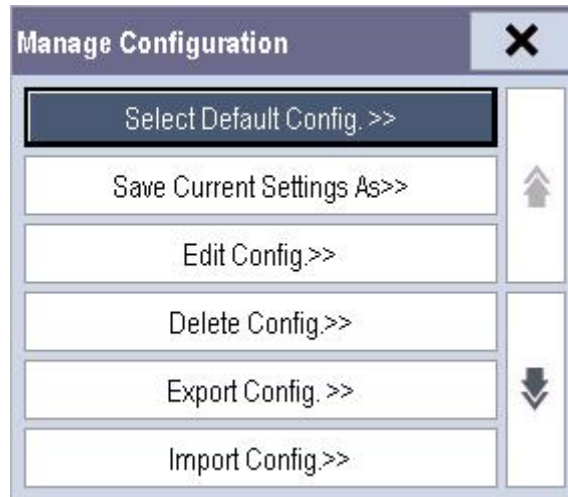 Manage Configuration
Select Default Config. >>
Save Current Settings As>>
Edit Config.>>
Delete Config.>>
Export Config. >>
Import Config.>>